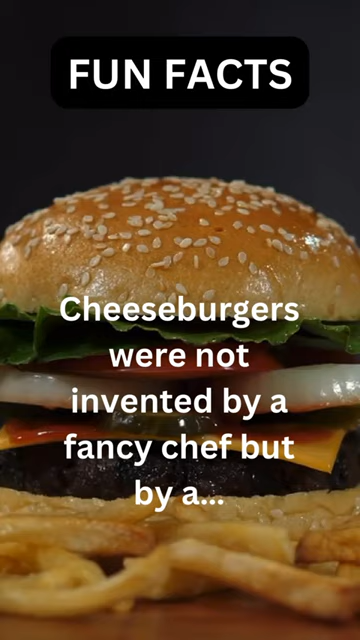 FUN FACTS
Cheeseburgers
were not
invented by a
fancy chef but
by a...